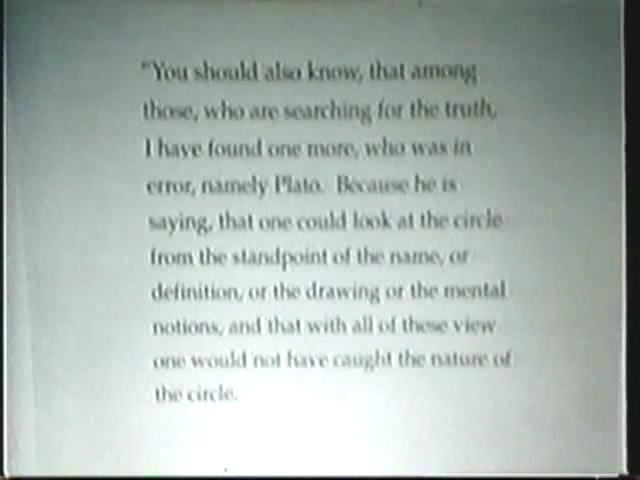 "You should also know, that among
those, who are searching for the truth,
I have found one more, who was in
error, namely Plato. Because he is
saying, that one could look at the circle
from the standpoint of the name, or
definition, or the drawing or the mental
notions, and that with all of these view
one would not have caught the nature of
the circle.